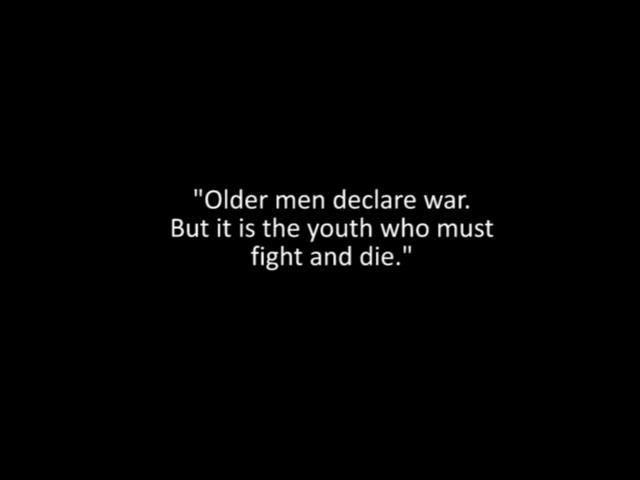 "Older men declare war.
But it is the youth who must
fight and die."